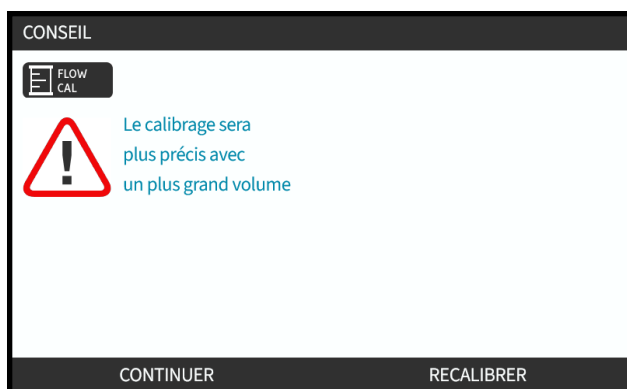 CONSEIL
FLOW
CAL
Le calibrage sera
plus précis avec
un plus grand volume
CONTINUER
RECALIBRER